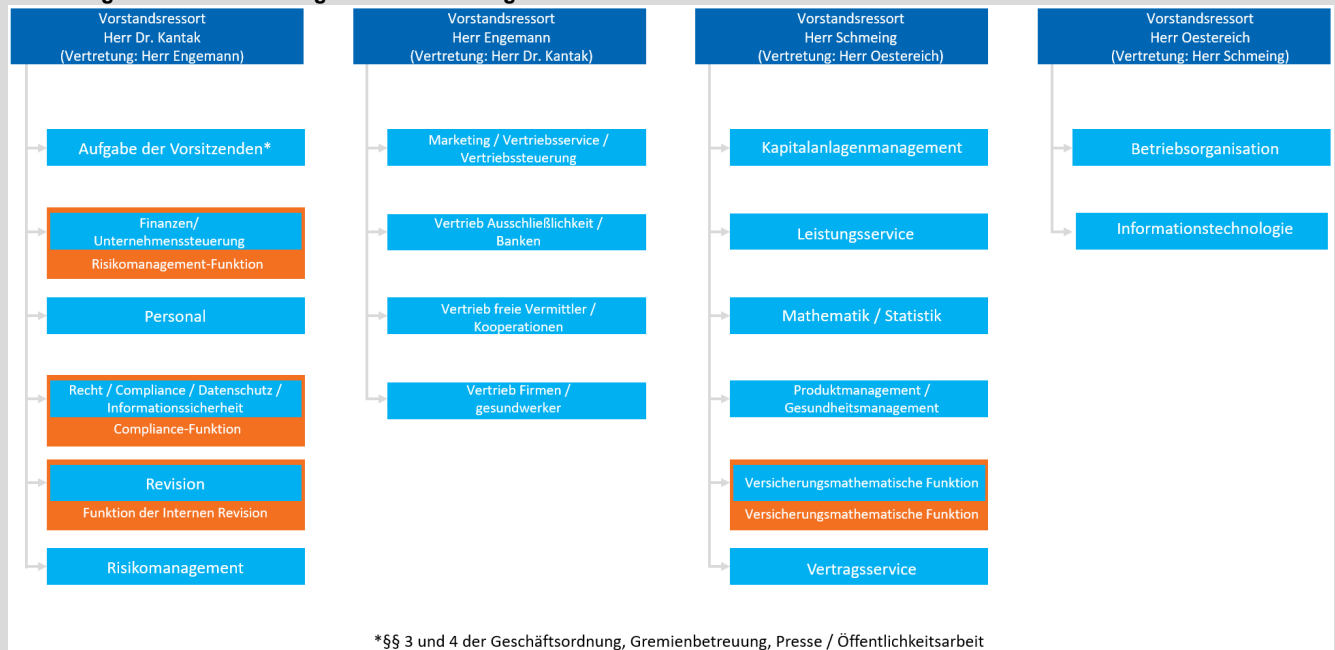 Vorstandsressort
Herr Dr. Kantak
(Vertretung: Herr Engemann)
Aufgabe der Vorsitzenden*
Finanzen/
Unternehmenssteuerung
Risikomanagement-Funktion
Personal
Recht / Compliance / Datenschutz /
Informationssicherheit
Compliance-Funktion
Revision
Funktion der Internen Revision
Risikomanagement
Vorstandsressort
Herr Engemann
(Vertretung: Herr Dr. Kantak)
Marketing / Vertriebsservice /
Vertriebssteuerung
Vertrieb Ausschließlichkeit /
Banken
Vertrieb freie Vermittler /
Kooperationen
Vertrieb Firmen /
gesundwerker
Vorstandsressort
Herr Schmeing
(Vertretung: Herr Oestereich)
Kapitalanlagenmanagement
Leistungsservice
Mathematik / Statistik
Produktmanagement /
Gesundheitsmanagement
Versicherungsmathematische Funktion
Versicherungsmathematische Funktion
Vertragsservice
Vorstandsressort
Herr Oestereich
(Vertretung: Herr Schmeing)
Betriebsorganisation
Informationstechnologie
*§§ 3 und 4 der Geschäftsordnung, Gremienbetreuung, Presse / Öffentlichkeitsarbeit